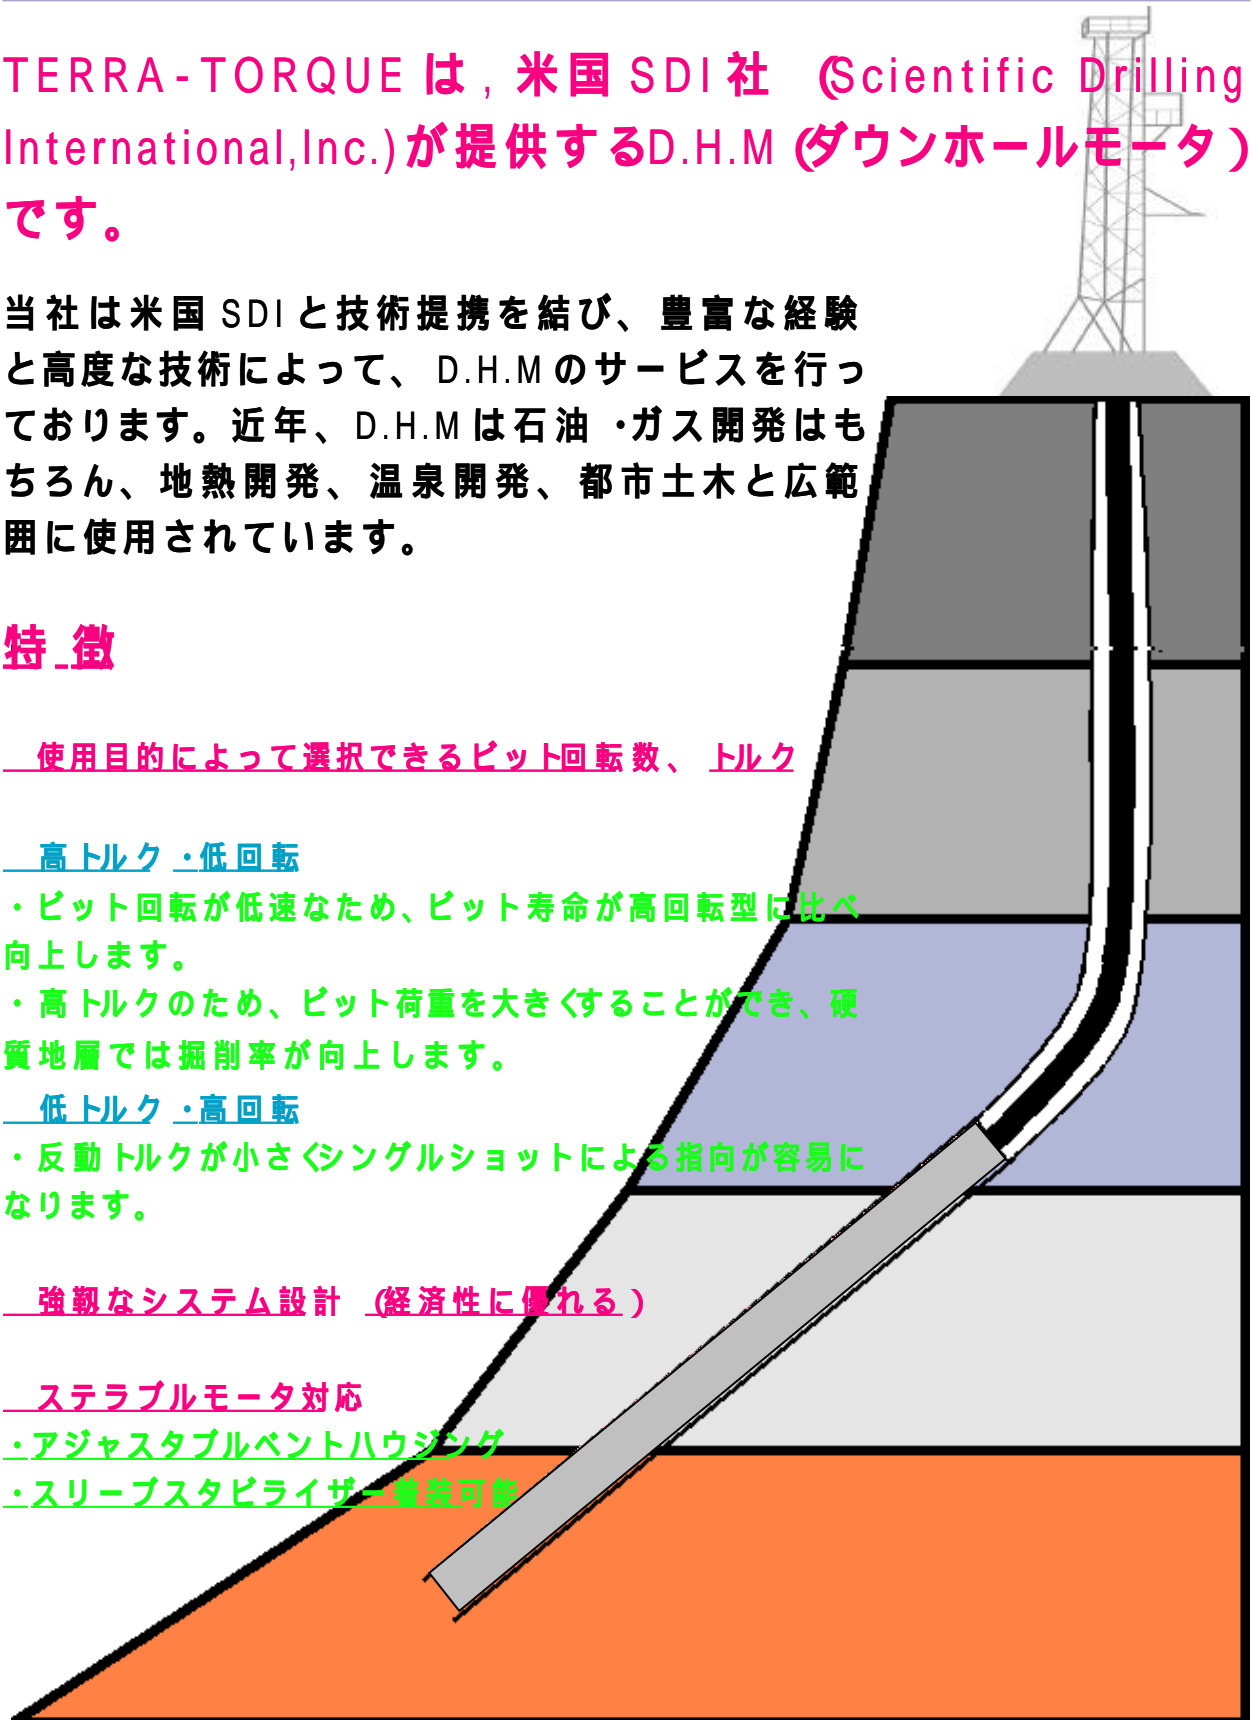 TERRA-TORQUEは,米国SDI社 (Scientific Drilling
International,Inc.)が提供するD.H.M(ダウンホールモータ)
です。
当社は米国SDIと技術提携を結び、豊富な経験
と高度な技術によって、D.H.Mのサービスを行っ
ております。近年、D.H.Mは石油・ガス開発はも
ちろん、地熱開発、温泉開発、都市土木と広範
囲に使用されています。
特 徴
使用目的によって選択できるビット回転数、トルク
高トルク・低回転
・ビット回転が低速なため、ビット寿命が高回転型に比べ
向上します。
・高トルクのため、ビット荷重を大きくすることができ、硬
質地層では掘削率が向上します。
低トルク・高回転
・反動トルクが小さくシングルショットによる指向が容易に
なります。
強靱なシステム設計 (経済性に優れる)
ステラブルモータ対応
・アジャスタブルベントハウジング
・スリーブスタビライザー着装可能